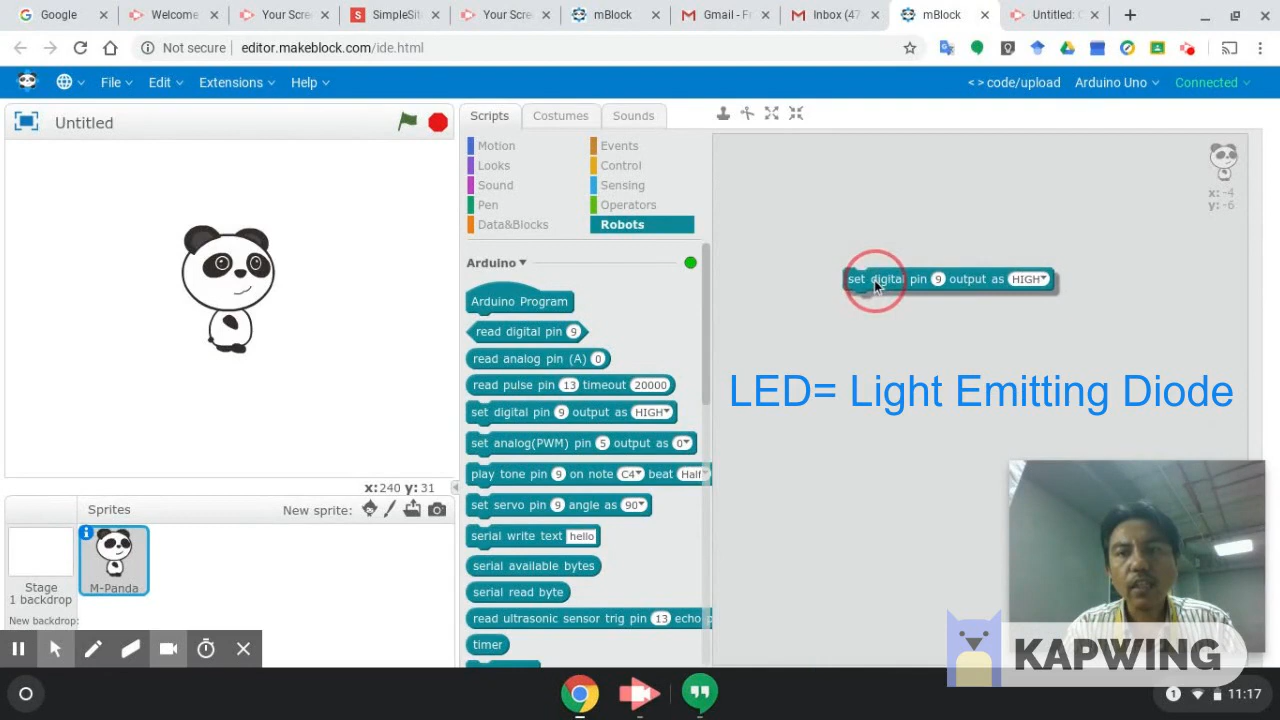 Google
Welcome
Your Scre
SimpleSit
Your Scre
mBlock
Gmail - Fr
Inbox (47
mBlock
Untitled: C
Not secure
editor.makeblock.com/ide.html
File
Edit
Extensions
Help
< > code/upload
Arduino Uno
Connected
Untitled
Scripts
Costumes
Sounds
Motion
Events
Looks
Control
Sound
Sensing
Pen
Operators
Data&Blocks
Robots
x: -4
y: -6
Arduino
Arduino Program
read digital pin 9
read analog pin (A) 0
read pulse pin 13 timeout 20000
set digital pin 9 output as HIGH
set analog(PWM) pin 5 output as 0
play tone pin 9 on note C4 beat Half
set servo pin 9 angle as 90
serial write text hello
serial available bytes
serial read byte
read ultrasonic sensor trig pin 13 echo
timer
set digital pin 9 output as HIGH
LED= Light Emitting Diode
x: 240 y: 31
Sprites
New sprite:
Stage
1 backdrop
M-Panda
New backdrop:
KAPWING
1
11:17